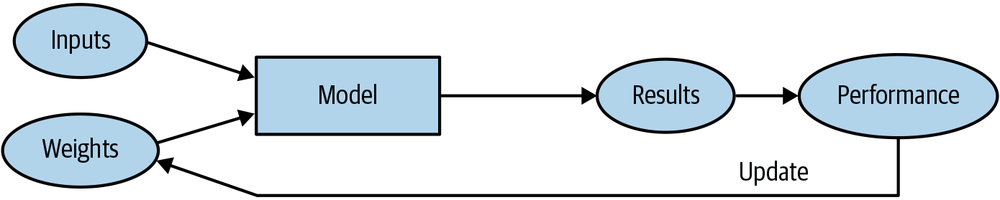 Inputs
Model
Results
Performance
Weights
Update